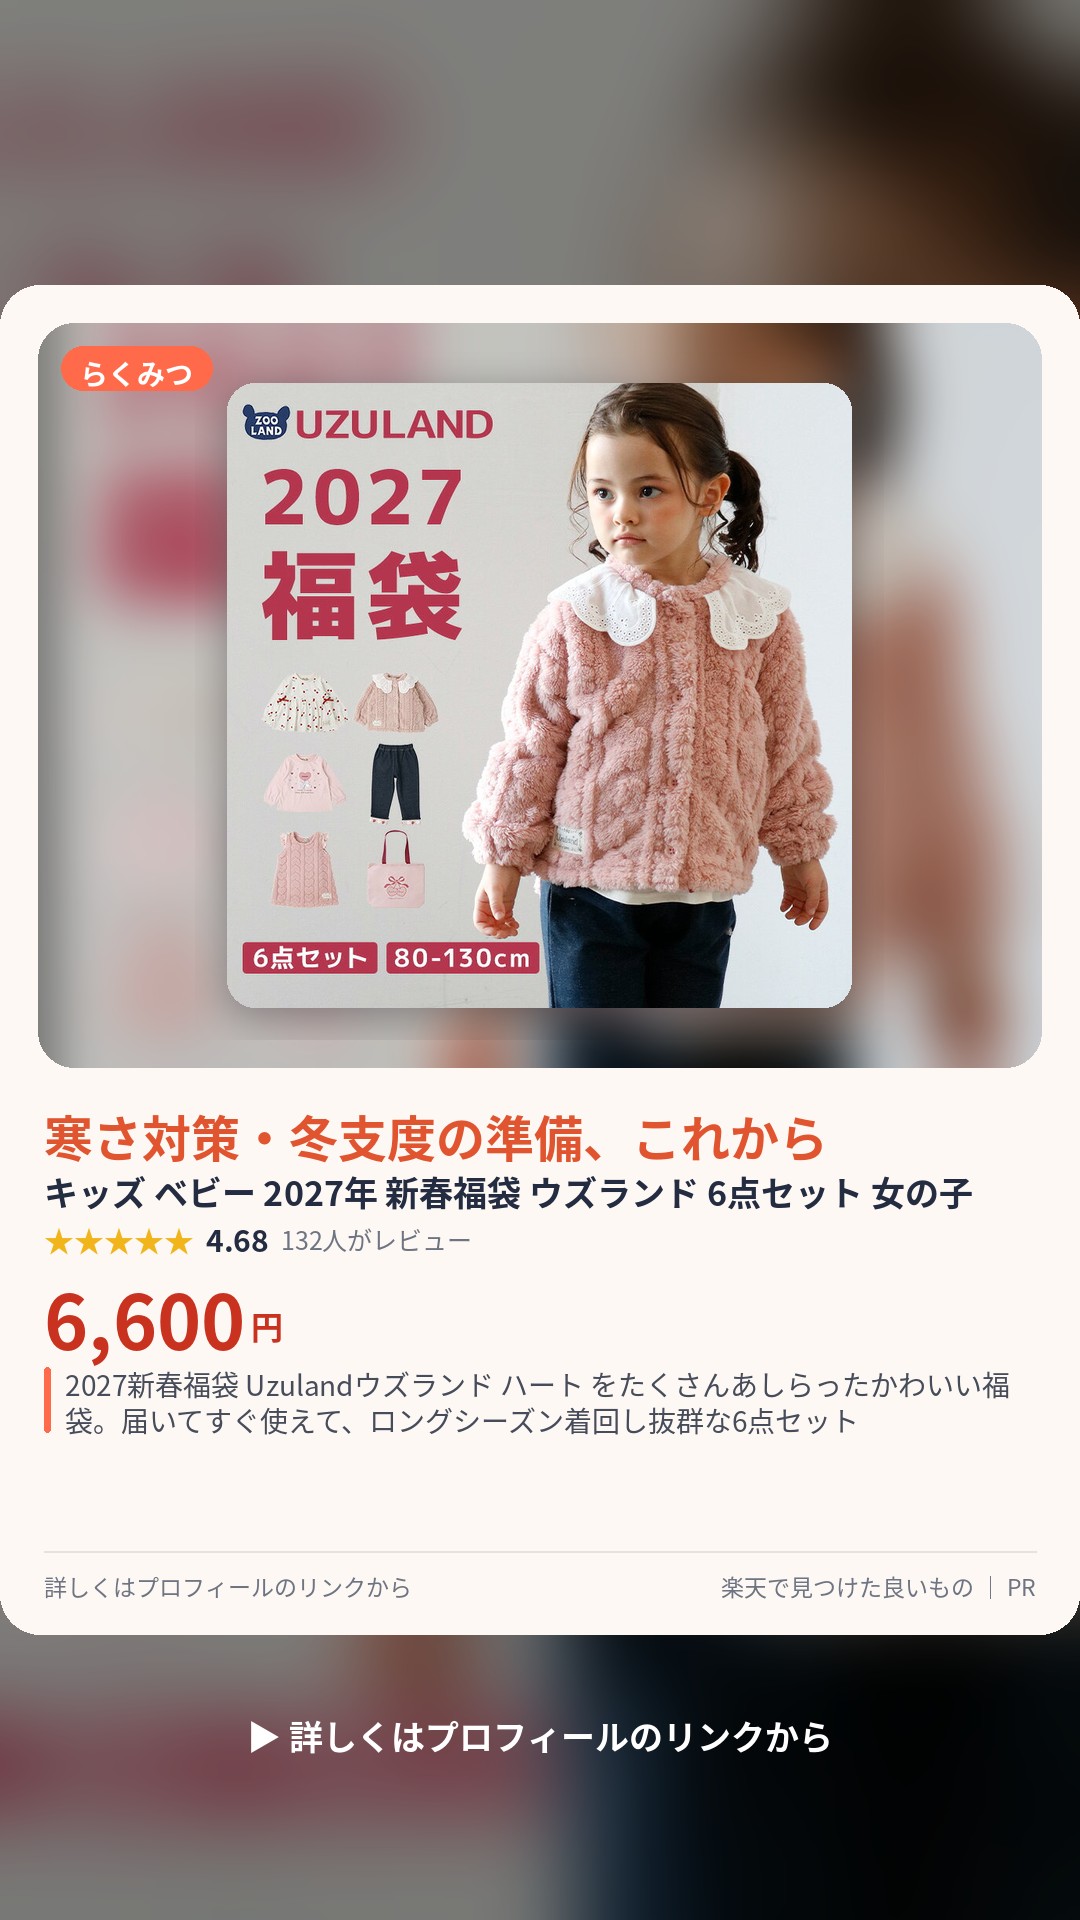 らくみつ
ZOO
LAND
UZULAND
2027
福袋
6点セット 80-130cm
寒さ対策・冬支度の準備、これから
キッズ ベビー 2027年 新春福袋 ウズランド 6点セット 女の子
★★★★★ 4.68 132人がレビュー
6,600円
2027新春福袋 Uzulandウズランド ハート をたくさんあしらったかわいい福
袋。届いてすぐ使えて、ロングシーズン着回し抜群な6点セット
詳しくはプロフィールのリンクから
楽天で見つけた良いもの | PR
▶ 詳しくはプロフィールのリンクから